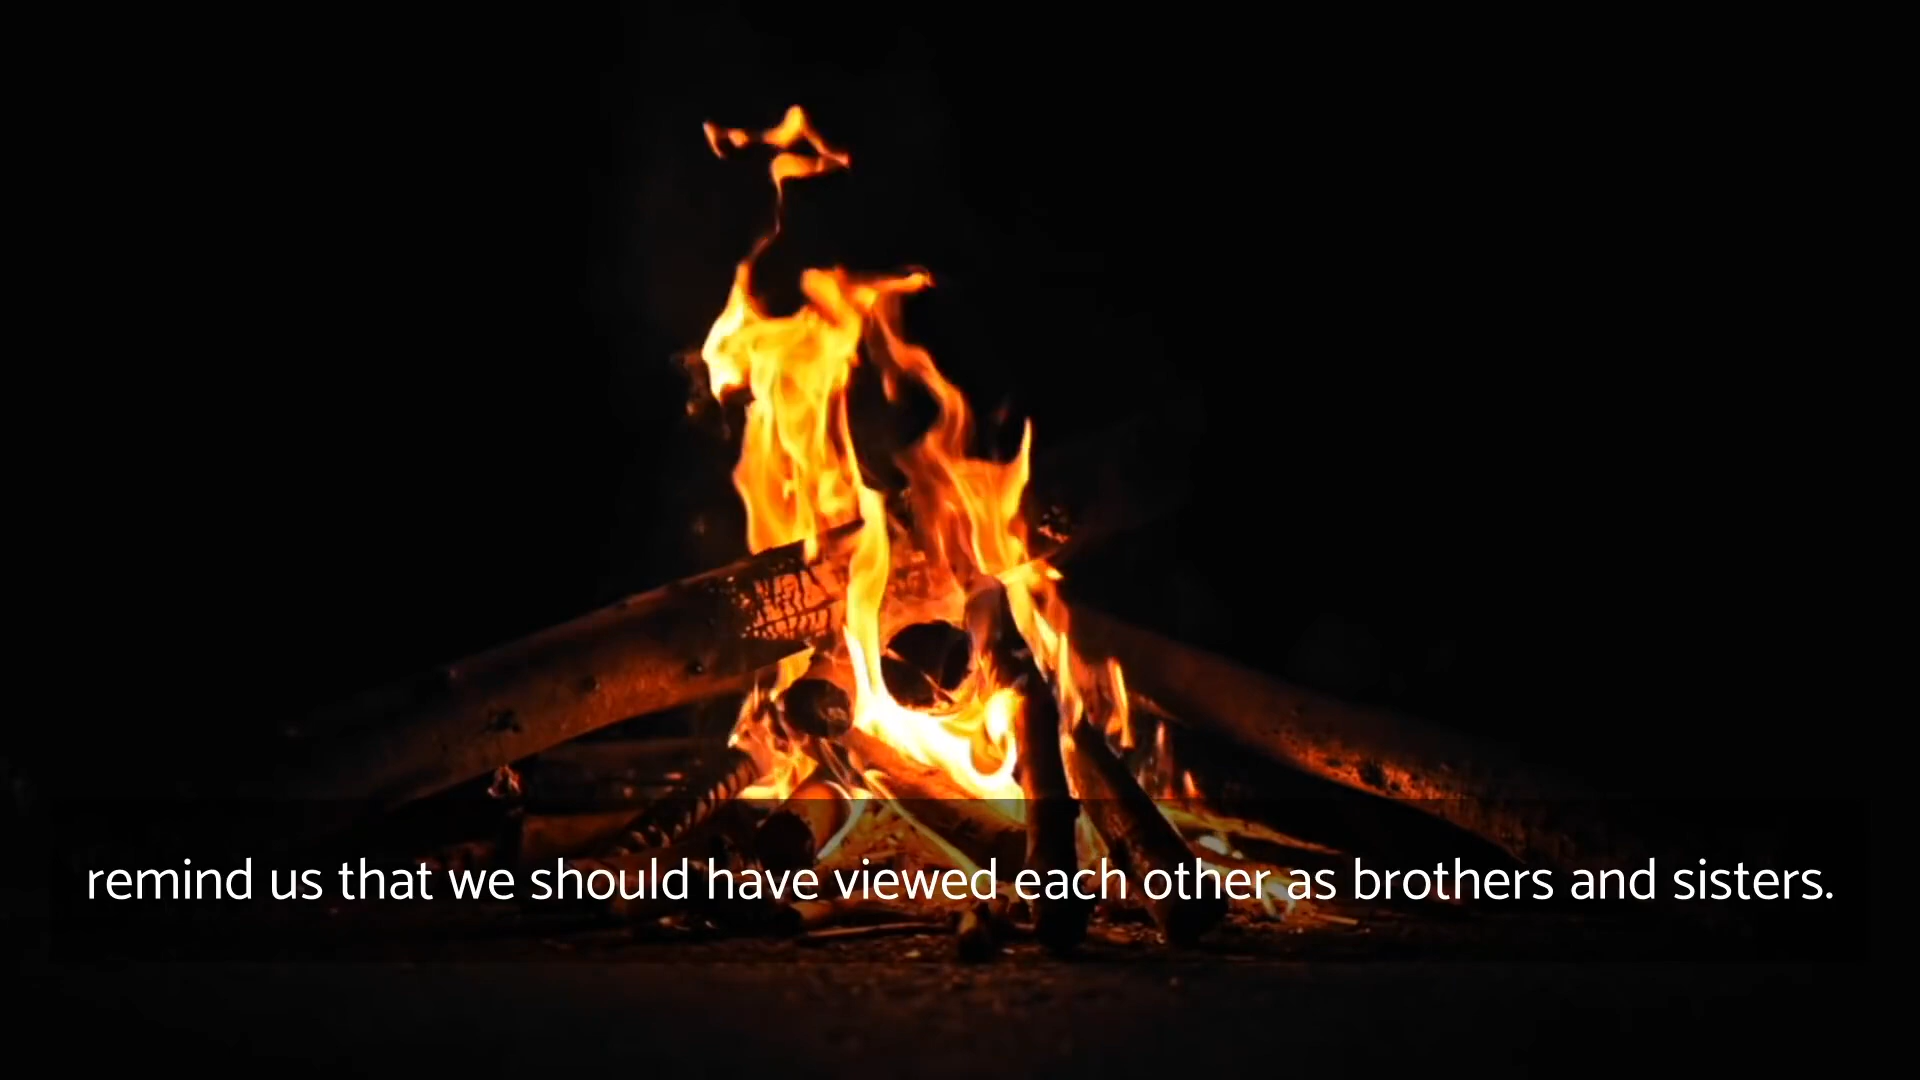 remind us that we should have viewed each other as brothers and sisters.